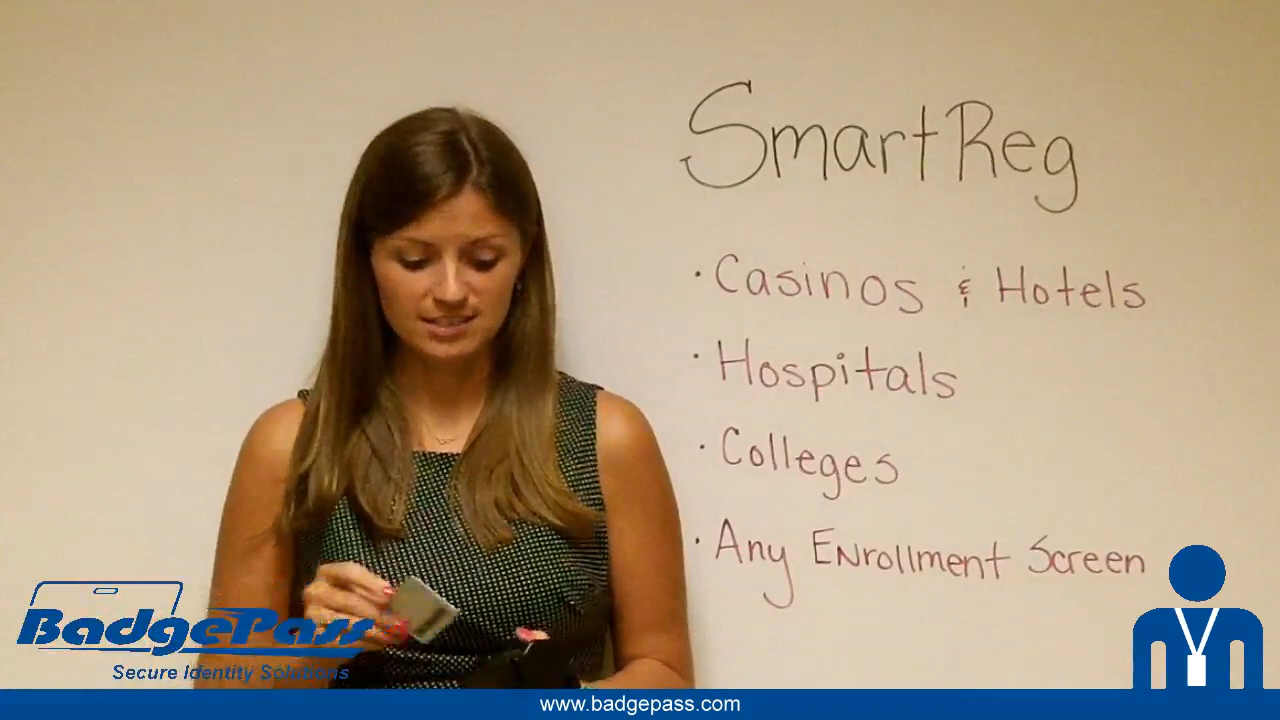 SmartReg
· Casinos & Hotels
· Hospitals
· Colleges
· Any Enrollment Screen
BadgePass
Secure Identity Solutions
www.badgepass.com